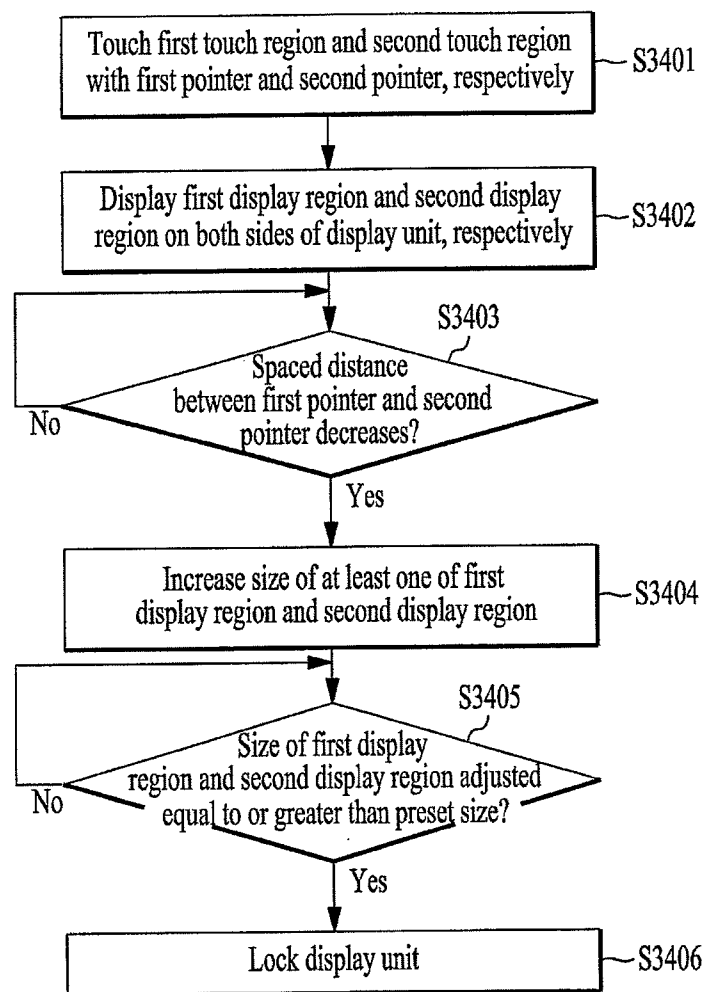 Touch first touch region and second touch region
with first pointer and second pointer, respectively
S3401
Display first display region and second display
region on both sides of display unit, respectively
S3402
S3403
Spaced distance
between first pointer and second
pointer decreases?
No
Yes
Increase size of at least one of first
display region and second display region
S3404
S3405
Size of first display
region and second display region adjusted
equal to or greater than preset size?
No
Yes
Lock display unit
S3406